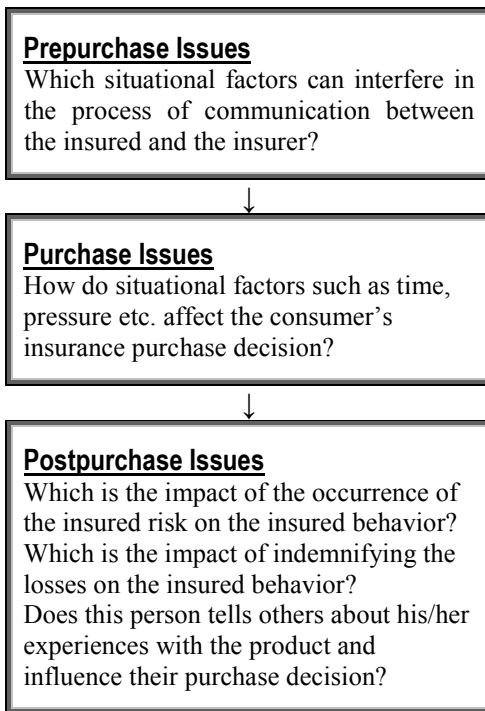 Prepurchase Issues
Which situational factors can interfere in
the process of communication between
the insured and the insurer?
↓
Purchase Issues
How do situational factors such as time,
pressure etc. affect the consumer's
insurance purchase decision?
↓
Postpurchase Issues
Which is the impact of the occurrence of
the insured risk on the insured behavior?
Which is the impact of indemnifying the
losses on the insured behavior?
Does this person tells others about his/her
experiences with the product and
influence their purchase decision?